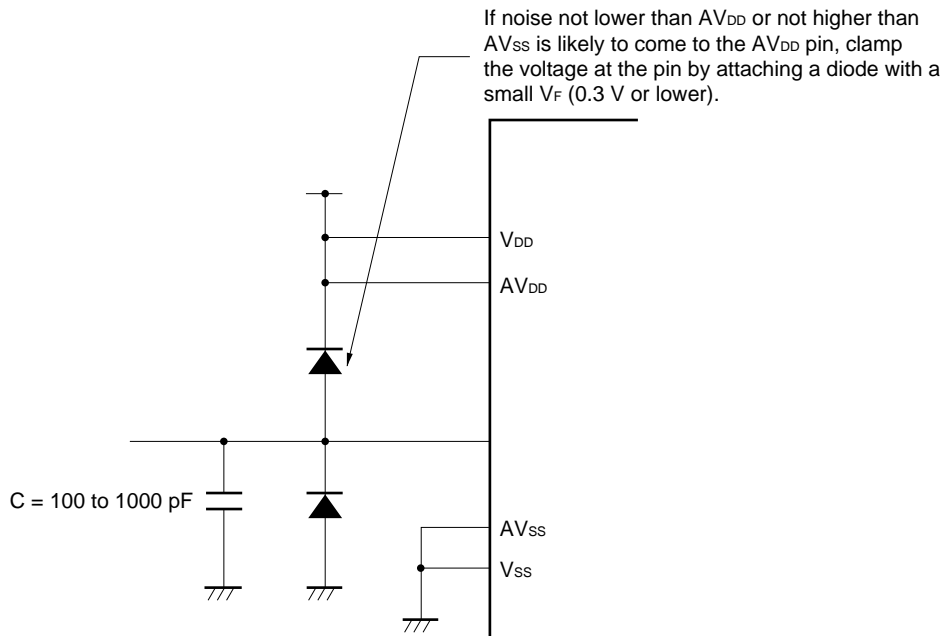 If noise not lower than AVDD or not higher than
AVSS is likely to come to the AVDD pin, clamp
the voltage at the pin by attaching a diode with a
small VF (0.3 V or lower).
VDD
AVDD
C = 100 to 1000 pF
AVSS
VSS